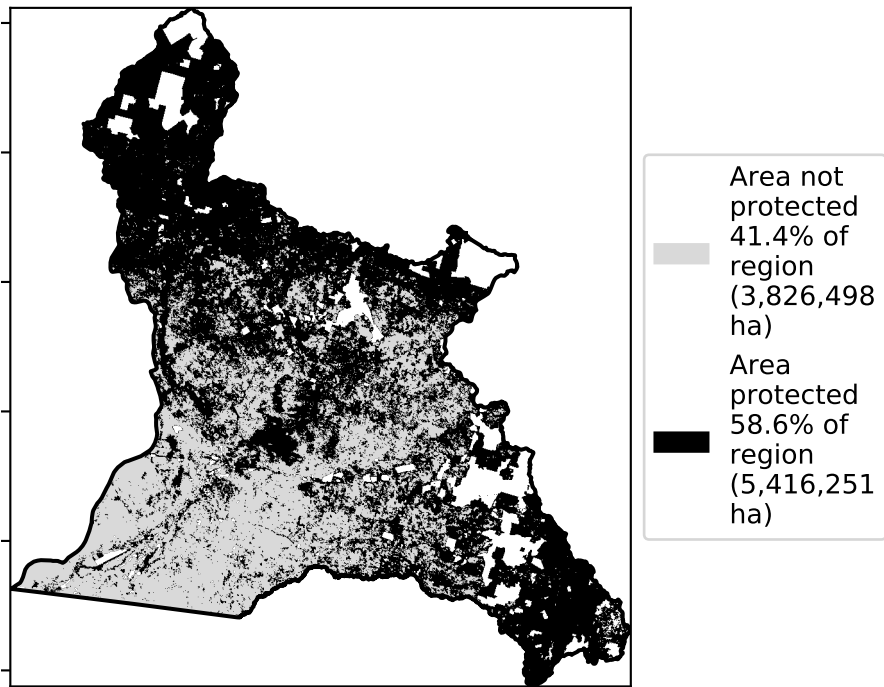 Area not
protected
41.4% of
region
(3,826,498
ha)
Area
protected
58.6% of
region
(5,416,251
ha)